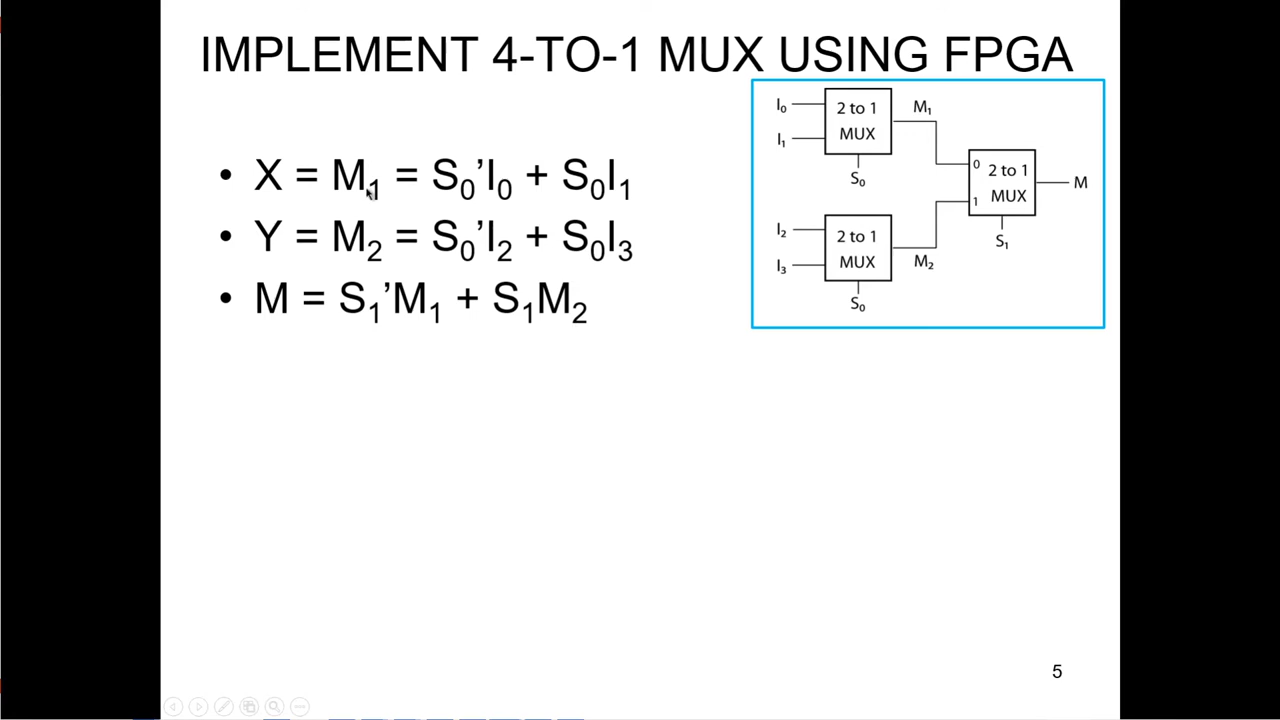 IMPLEMENT 4-TO-1 MUX USING FPGA
• X = M₁ = S₀’I₀ + S₀I₁
• Y = M₂ = S₀’I₂ + S₀I₃
• M = S₁’M₁ + S₁M₂
I₀
I₁
2 to 1
MUX
S₀
M₁
I₂
I₃
2 to 1
MUX
S₀
M₂
0
1
2 to 1
MUX
S₁
M
5